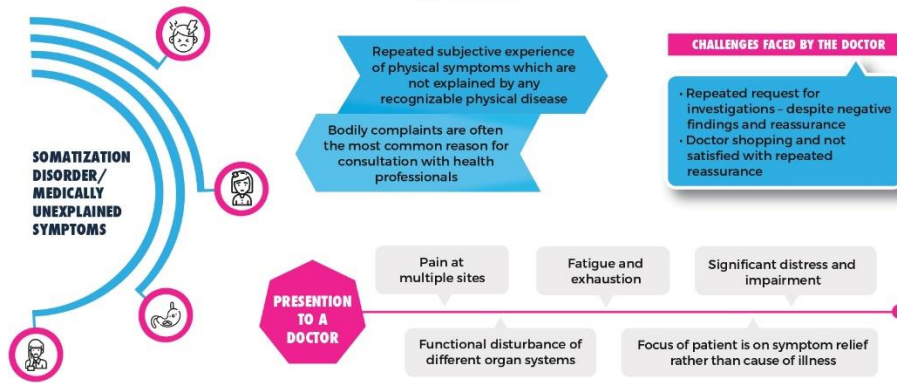 SOMATIZATION
DISORDER/
MEDICALLY
UNEXPLAINED
SYMPTOMS
Repeated subjective experience
of physical symptoms which are
not explained by any
recognizable physical disease
Bodily complaints are often
the most common reason for
consultation with health
professionals
CHALLENGES FACED BY THE DOCTOR
• Repeated request for
investigations – despite negative
findings and reassurance
• Doctor shopping and not
satisfied with repeated
reassurance
PRESENTION
TO A
DOCTOR
Pain at
multiple sites
Fatigue and
exhaustion
Significant distress and
impairment
Functional disturbance of
different organ systems
Focus of patient is on symptom relief
rather than cause of illness